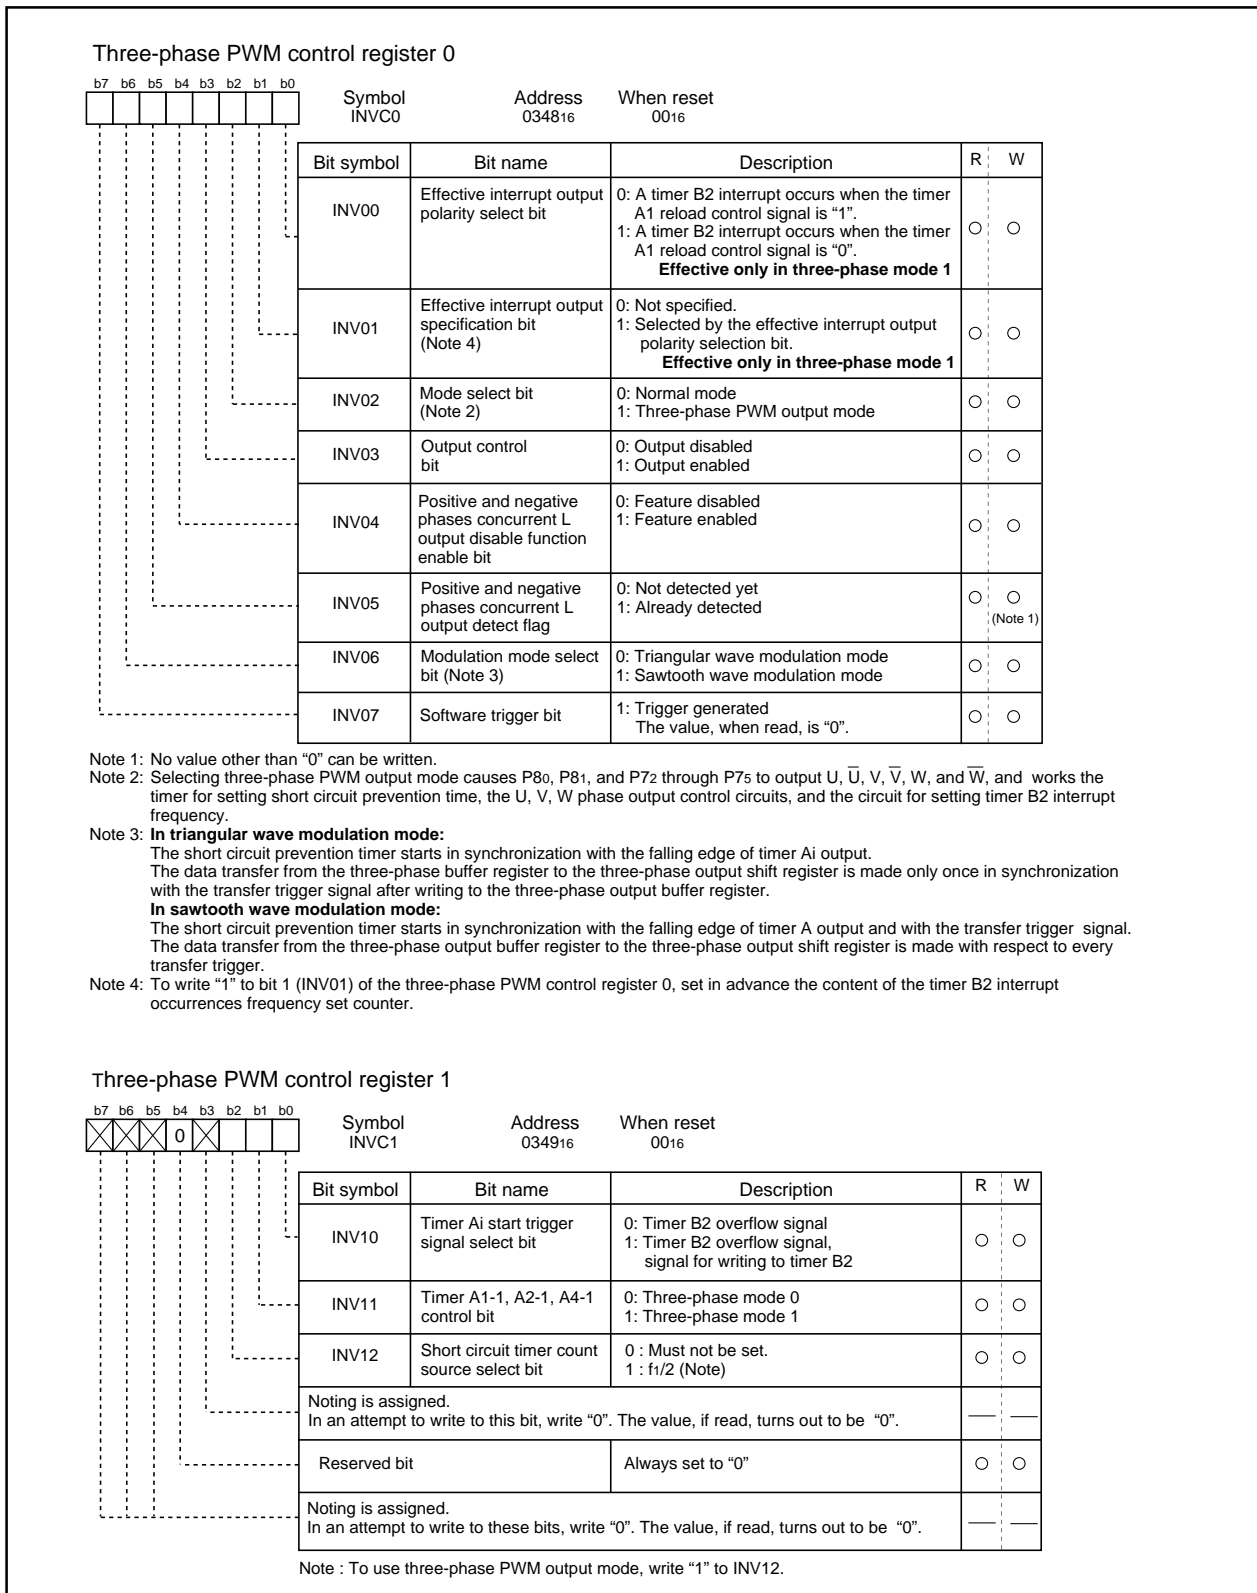 Three-phase PWM control register 0
b7 b6 b5 b4 b3 b2 b1 b0
Symbol Address When reset
INVC0 034816 0016
Bit symbol Bit name Description R W
INV00 Effective interrupt output polarity select bit 0: A timer B2 interrupt occurs when the timer
A1 reload control signal is “1”.
1: A timer B2 interrupt occurs when the timer
A1 reload control signal is “0”.
Effective only in three-phase mode 1
INV01 Effective interrupt output specification bit (Note 4) 0: Not specified.
1: Selected by the effective interrupt output
polarity selection bit.
Effective only in three-phase mode 1
INV02 Mode select bit (Note 2) 0: Normal mode
1: Three-phase PWM output mode
INV03 Output control bit 0: Output disabled
1: Output enabled
INV04 Positive and negative phases concurrent L output disable function enable bit 0: Feature disabled
1: Feature enabled
INV05 Positive and negative phases concurrent L output detect flag 0: Not detected yet
1: Already detected
(Note 1)
INV06 Modulation mode select bit (Note 3) 0: Triangular wave modulation mode
1: Sawtooth wave modulation mode
INV07 Software trigger bit 1: Trigger generated
The value, when read, is “0”.
Note 1: No value other than “0” can be written.
Note 2: Selecting three-phase PWM output mode causes P80, P81, and P72 through P75 to output U, U̅, V, V̅, W, and W̅, and works the
timer for setting short circuit prevention time, the U, V, W phase output control circuits, and the circuit for setting timer B2 interrupt
frequency.
Note 3: In triangular wave modulation mode:
The short circuit prevention timer starts in synchronization with the falling edge of timer Ai output.
The data transfer from the three-phase buffer register to the three-phase output shift register is made only once in synchronization
with the transfer trigger signal after writing to the three-phase output buffer register.
In sawtooth wave modulation mode:
The short circuit prevention timer starts in synchronization with the falling edge of timer A output and with the transfer trigger signal.
The data transfer from the three-phase output buffer register to the three-phase output shift register is made with respect to every
transfer trigger.
Note 4: To write “1” to bit 1 (INV01) of the three-phase PWM control register 0, set in advance the content of the timer B2 interrupt
occurrences frequency set counter.
Three-phase PWM control register 1
b7 b6 b5 b4 b3 b2 b1 b0
0
Symbol Address When reset
INVC1 034916 0016
Bit symbol Bit name Description R W
INV10 Timer Ai start trigger signal select bit 0: Timer B2 overflow signal
1: Timer B2 overflow signal,
signal for writing to timer B2
INV11 Timer A1-1, A2-1, A4-1 control bit 0: Three-phase mode 0
1: Three-phase mode 1
INV12 Short circuit timer count source select bit 0 : Must not be set.
1 : f1/2 (Note)
Noting is assigned.
In an attempt to write to this bit, write “0”. The value, if read, turns out to be “0”.
Reserved bit Always set to “0”
Noting is assigned.
In an attempt to write to these bits, write “0”. The value, if read, turns out to be “0”.
Note : To use three-phase PWM output mode, write “1” to INV12.